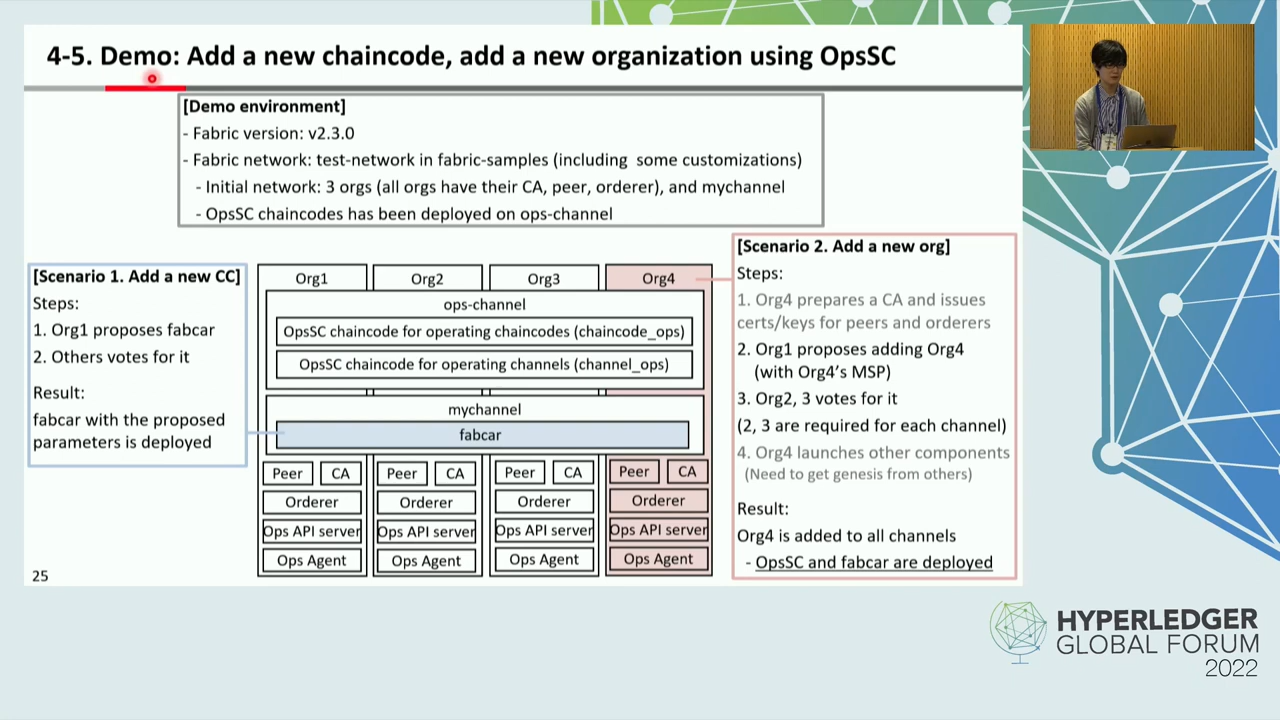 4-5. Demo: Add a new chaincode, add a new organization using OpsSC
[Demo environment]
- Fabric version: v2.3.0
- Fabric network: test-network in fabric-samples (including some customizations)
- Initial network: 3 orgs (all orgs have their CA, peer, orderer), and mychannel
- OpsSC chaincodes has been deployed on ops-channel
[Scenario 1. Add a new CC]
Steps:
1. Org1 proposes fabcar
2. Others votes for it
Result:
fabcar with the proposed
parameters is deployed
Org1
Org2
Org3
Org4
ops-channel
OpsSC chaincode for operating chaincodes (chaincode_ops)
OpsSC chaincode for operating channels (channel_ops)
mychannel
fabcar
Peer CA
Peer CA
Peer CA
Peer CA
Orderer
Orderer
Orderer
Orderer
Ops API server
Ops API server
Ops API server
Ops API server
Ops Agent
Ops Agent
Ops Agent
Ops Agent
[Scenario 2. Add a new org]
Steps:
1. Org4 prepares a CA and issues
certs/keys for peers and orderers
2. Org1 proposes adding Org4
(with Org4's MSP)
3. Org2, 3 votes for it
(2, 3 are required for each channel)
4. Org4 launches other components
(Need to get genesis from others)
Result:
Org4 is added to all channels
- OpsSC and fabcar are deployed
25
HYPERLEDGER
GLOBAL FORUM
2022